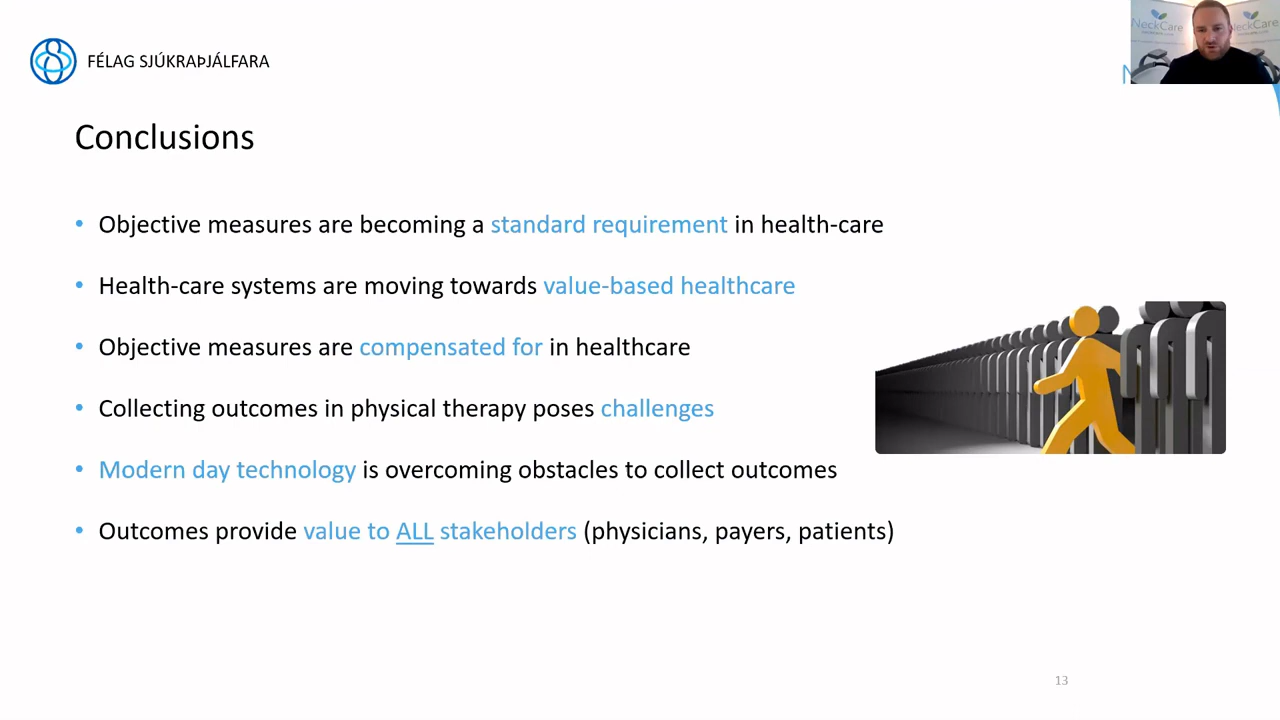 FÉLAG SJÚKRAÞJÁLFARA
NeckCare
NeckCare
Conclusions
• Objective measures are becoming a standard requirement in health-care
• Health-care systems are moving towards value-based healthcare
• Objective measures are compensated for in healthcare
• Collecting outcomes in physical therapy poses challenges
• Modern day technology is overcoming obstacles to collect outcomes
• Outcomes provide value to ALL stakeholders (physicians, payers, patients)
13